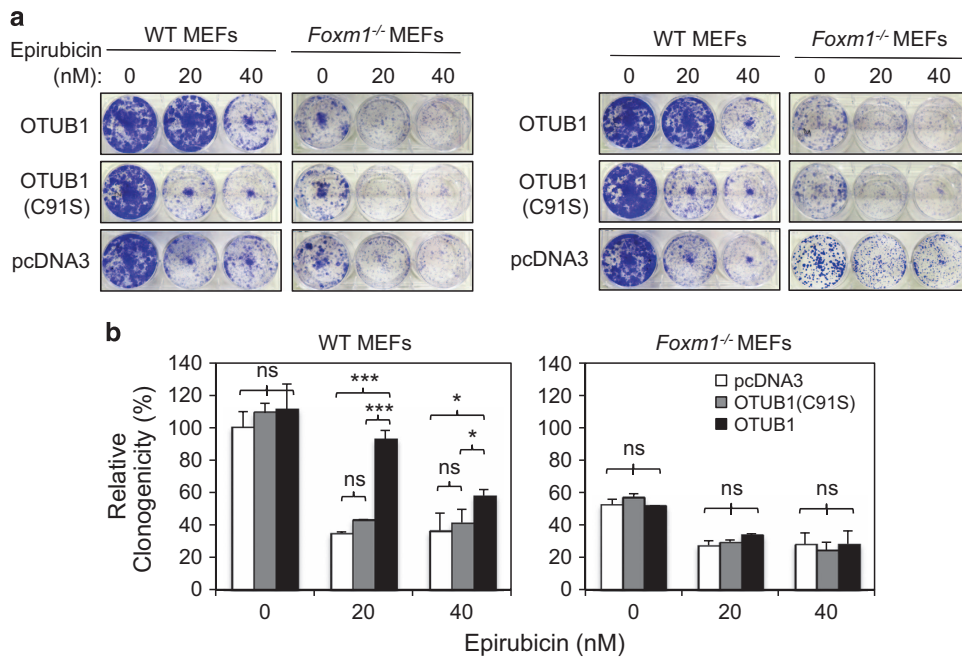 a
WT MEFs Foxm1-/- MEFs WT MEFs Foxm1-/- MEFs
Epirubicin
(nM): 0 20 40 0 20 40 0 20 40 0 20 40
OTUB1 OTUB1
OTUB1 (C91S) OTUB1 (C91S)
pcDNA3 pcDNA3
b
WT MEFs Foxm1-/- MEFs
Relative
Clonogenicity (%)
140 140
120 120
100 100
80 80
60 60
40 40
20 20
0 0
ns *** *** ns * * ns
ns ns ns
pcDNA3
OTUB1(C91S)
OTUB1
0 20 40 0 20 40
Epirubicin (nM)